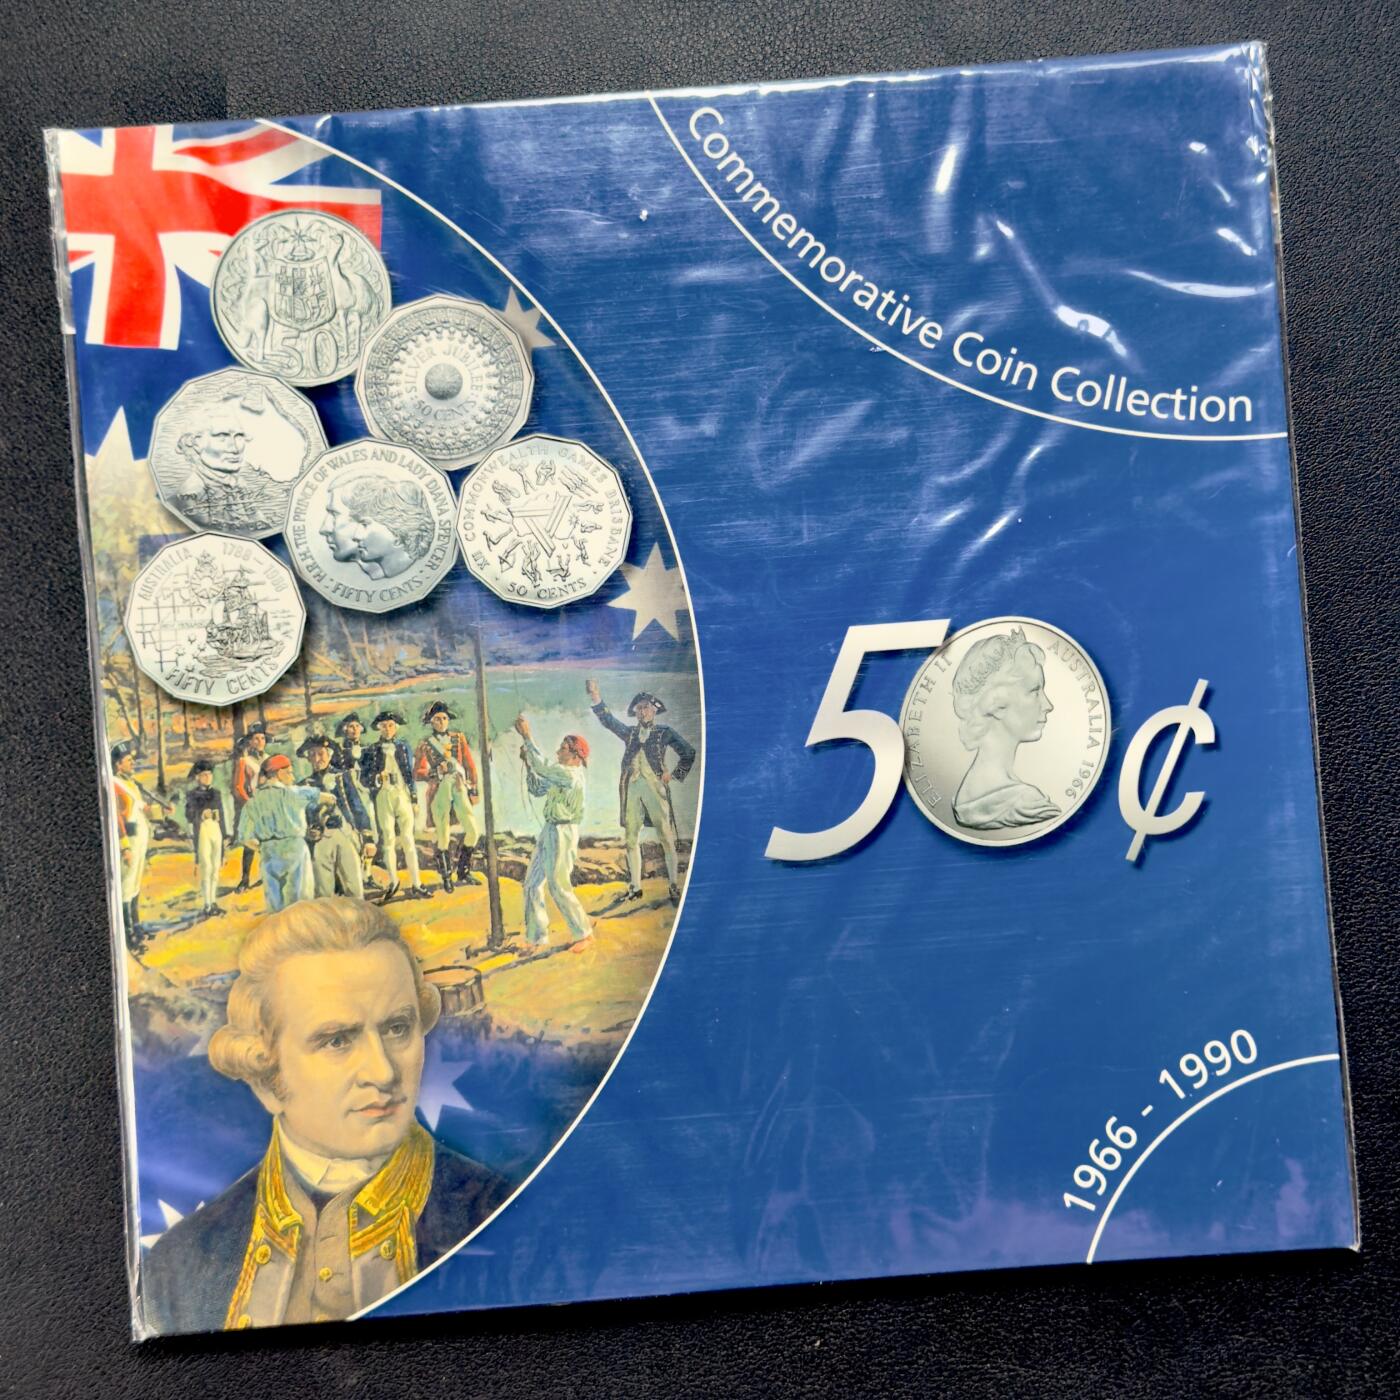 Commemorative Coin Collection
50
SILVER JUBILEE
50 CENTS
H.R.H. THE PRINCE OF WALES AND LADY DIANA SPENCER
FIFTY CENTS
XII COMMONWEALTH GAMES BRISBANE
50 CENTS
AUSTRALIA 1788
FIFTY CENTS
50¢
ELIZABETH II AUSTRALIA 1966
1966 - 1990